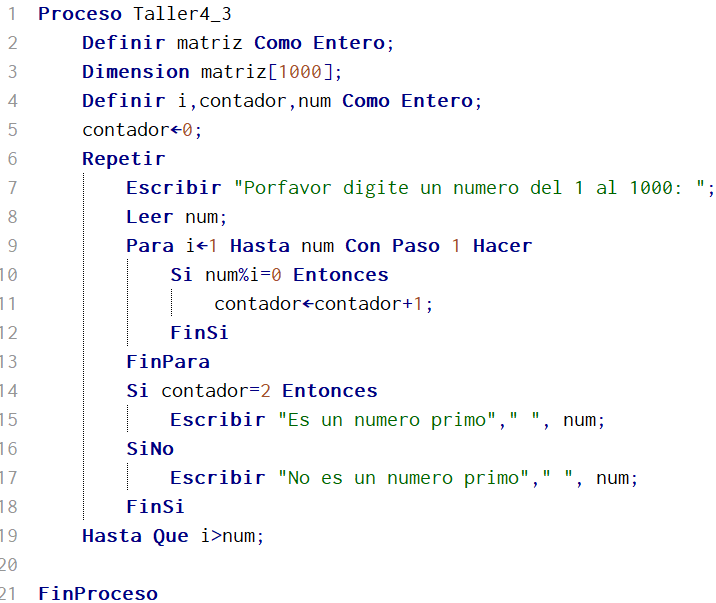 1 Proceso Taller4_3
2 Definir matriz Como Entero;
3 Dimension matriz[1000];
4 Definir i,contador,num Como Entero;
5 contador←0;
6 Repetir
7 Escribir "Porfavor digite un numero del 1 al 1000: ";
8 Leer num;
9 Para i←1 Hasta num Con Paso 1 Hacer
10 Si num%i=0 Entonces
11 contador←contador+1;
12 FinSi
13 FinPara
14 Si contador=2 Entonces
15 Escribir "Es un numero primo"," ", num;
16 SiNo
17 Escribir "No es un numero primo"," ", num;
18 FinSi
19 Hasta Que i>num;
20
21 FinProceso